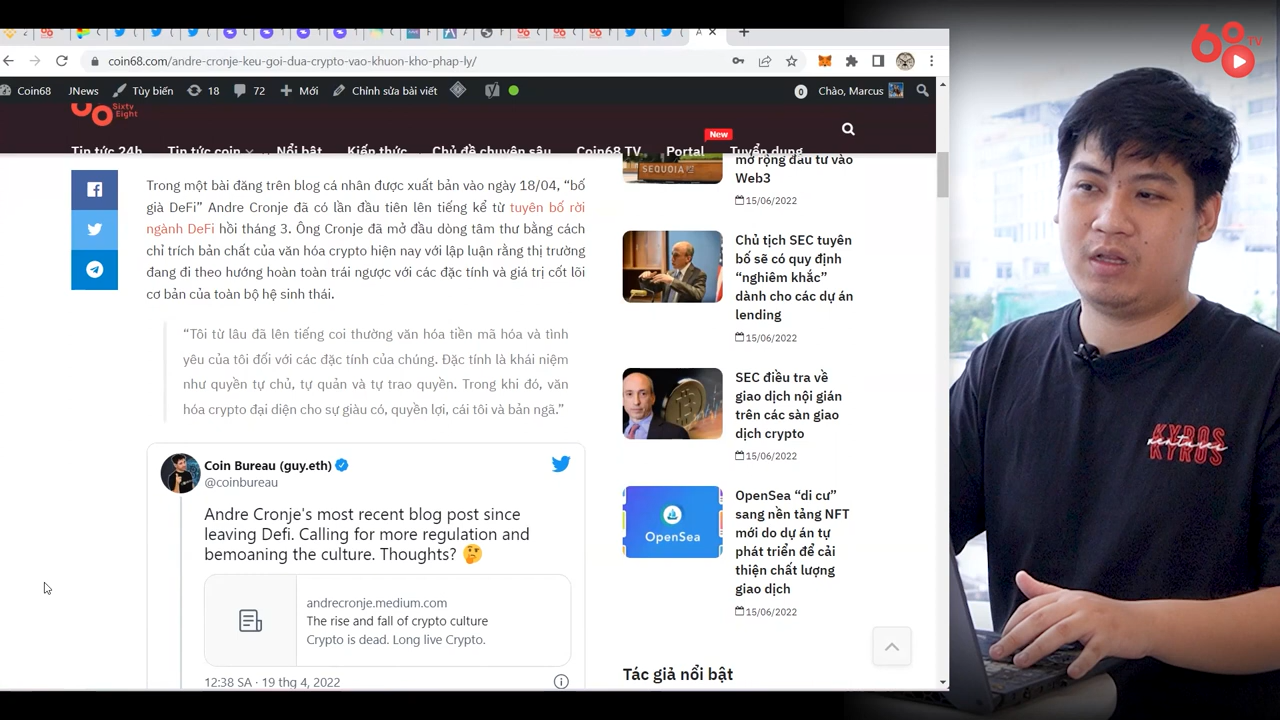 68 TV
coin68.com/andre-cronje-keu-goi-dua-crypto-vao-khuon-kho-phap-ly/
Coin68 JNews Tùy biến 18 72 Mới Chỉnh sửa bài viết 0 Chào, Marcus
Sixty Eight
New
Tin tức 24h Tin tức coin Nổi bật Kiến thức Chủ đề chuyên sâu Coin68 TV Portal Tuyển dụng
Trong một bài đăng trên blog cá nhân được xuất bản vào ngày 18/04, “bố
già DeFi” Andre Cronje đã có lần đầu tiên lên tiếng kể từ tuyên bố rời
ngành DeFi hồi tháng 3. Ông Cronje đã mở đầu dòng tâm thư bằng cách
chỉ trích bản chất của văn hóa crypto hiện nay với lập luận rằng thị trường
đang đi theo hướng hoàn toàn trái ngược với các đặc tính và giá trị cốt lõi
cơ bản của toàn bộ hệ sinh thái.
“Tôi từ lâu đã lên tiếng coi thường văn hóa tiền mã hóa và tình
yêu của tôi đối với các đặc tính của chúng. Đặc tính là khái niệm
như quyền tự chủ, tự quản và tự trao quyền. Trong khi đó, văn
hóa crypto đại diện cho sự giàu có, quyền lợi, cái tôi và bản ngã.”
Coin Bureau (guy.eth)
@coinbureau
Andre Cronje's most recent blog post since
leaving Defi. Calling for more regulation and
bemoaning the culture. Thoughts? 🤔
andrecronje.medium.com
The rise and fall of crypto culture
Crypto is dead. Long live Crypto.
12:38 SA · 19 thg 4, 2022
SEQUOIA
mở rộng đầu tư vào
Web3
15/06/2022
Chủ tịch SEC tuyên
bố sẽ có quy định
“nghiêm khắc”
dành cho các dự án
lending
15/06/2022
SEC điều tra về
giao dịch nội gián
trên các sàn giao
dịch crypto
15/06/2022
OpenSea
OpenSea “di cư”
sang nền tảng NFT
mới do dự án tự
phát triển để cải
thiện chất lượng
giao dịch
15/06/2022
Tác giả nổi bật
KYROS
ventures
KYROS